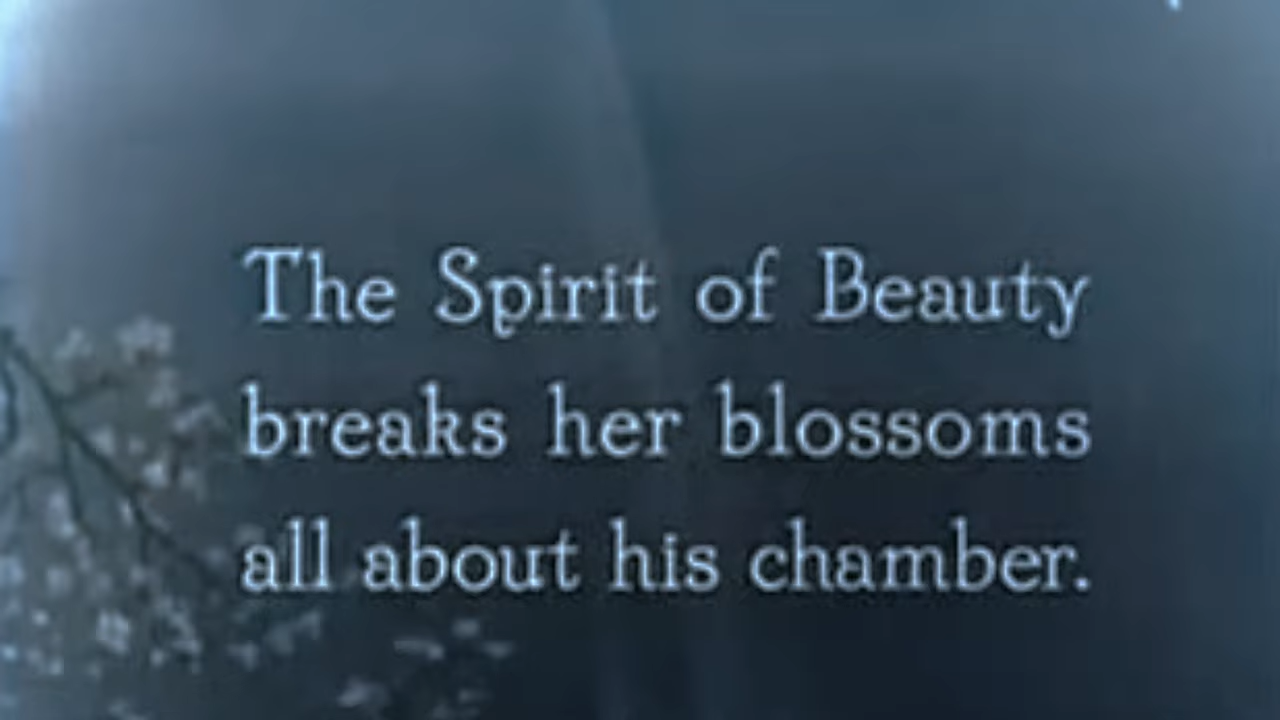 The Spirit of Beauty
breaks her blossoms
all about his chamber.